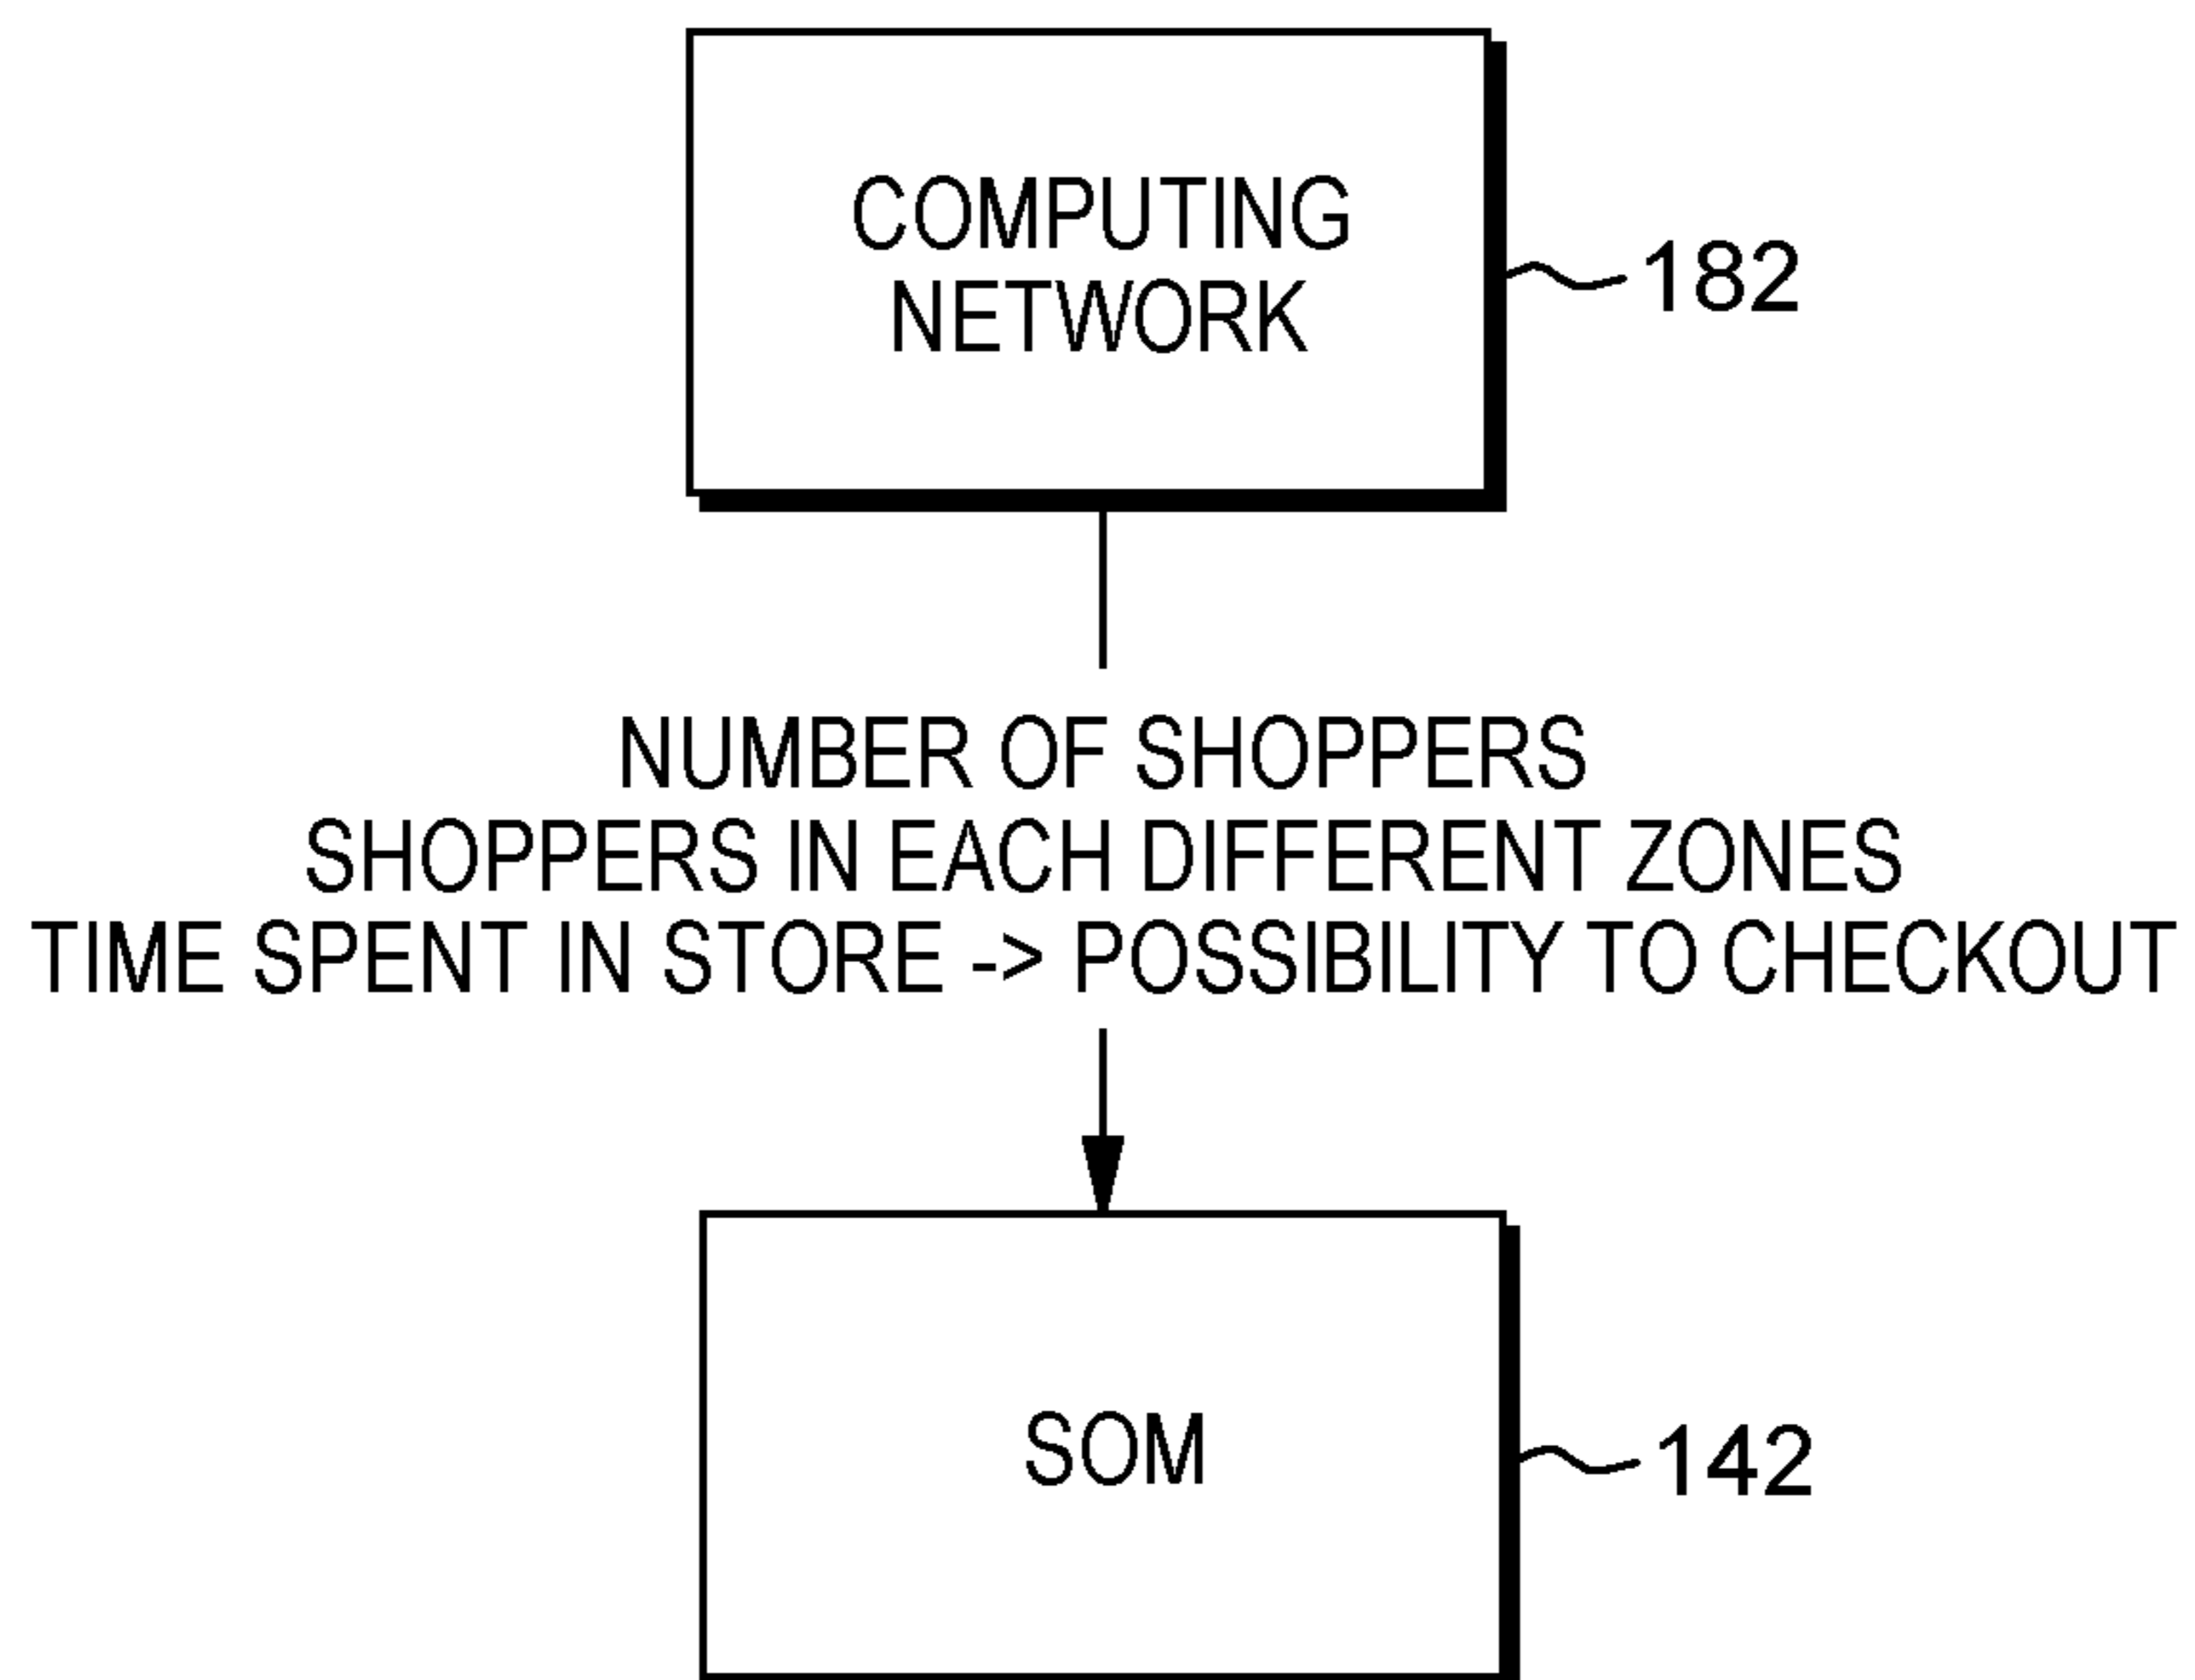 COMPUTING
NETWORK
182
NUMBER OF SHOPPERS
SHOPPERS IN EACH DIFFERENT ZONES
TIME SPENT IN STORE -> POSSIBILITY TO CHECKOUT
SOM
142